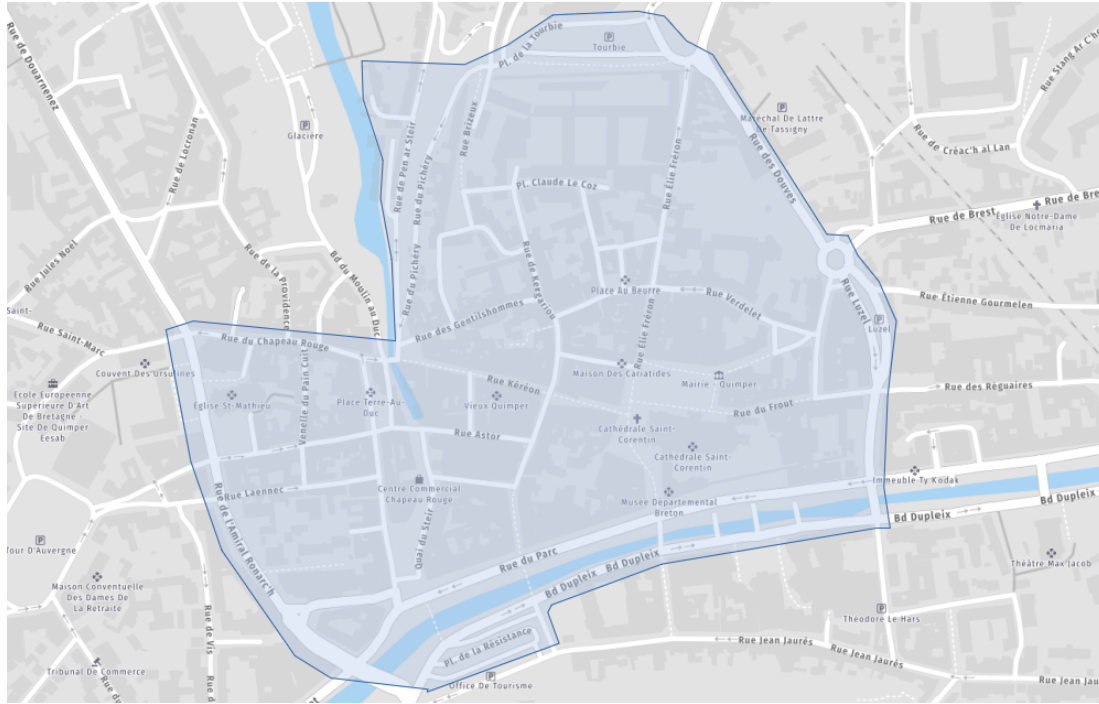 Rue de Douarnenez
Pl. de la Tourbie
Tourbie
Rue Stang Ar C'ho
Glacière
Maréchal De Lattre
De Tassigny
Rue de Locronan
Rue de Pen ar Steir
Rue du Pichéry
Rue Brizeux
Rue Élie Fréron
Rue des Douves
Rue de Créac'h al Lan
Pl. Claude Le Coz
Rue de Brest
Rue de Bre
Église Notre-Dame
De Locmaria
Rue Jules Noël
Rue de la Providence
Bd du Moulin au Duc
Rue du Pichéry
Rue de Kergariou
Place Au Beurre
Rue Verdelet
Rue Luzel
Rue Étienne Gourmelen
Luzel
Saint-
Rue Saint-Marc
Rue du Chapeau Rouge
Rue des Gentilshommes
Rue Élie Fréron
Couvent Des Ursulines
École Européenne
Supérieure D'Art
De Bretagne -
Site De Quimper
Eesab
Église St-Mathieu
Venelle du Pain Cuit
Place Terre-Au-
Duc
Rue Kéréon
Vieux Quimper
Maison Des Cariatides
Mairie - Quimper
Rue des Réguaires
Rue du Frout
Rue Astor
Cathédrale Saint-
Corentin
Cathédrale Saint-
Corentin
Rue Laennec
Centre Commercial
Chapeau Rouge
Musée Départemental
Breton
Immeuble Ty Kodak
Rue de l'Amiral Ronarc'h
Quai du Steir
Rue du Parc
Bd Dupleix
Bd Dupleix
Bd Dupleix
Bd Dupleix
Tour D'Auvergne
Maison Conventuelle
Des Dames De
La Retraite
Théâtre Max Jacob
Theodore Le Hars
Rue de Vis
Tribunal De Commerce
Rue du
Rue d
Pl. de la Résistance
Office De Tourisme
Rue Jean Jaurés
Rue Jean Jaurés
Rue Jean Jau